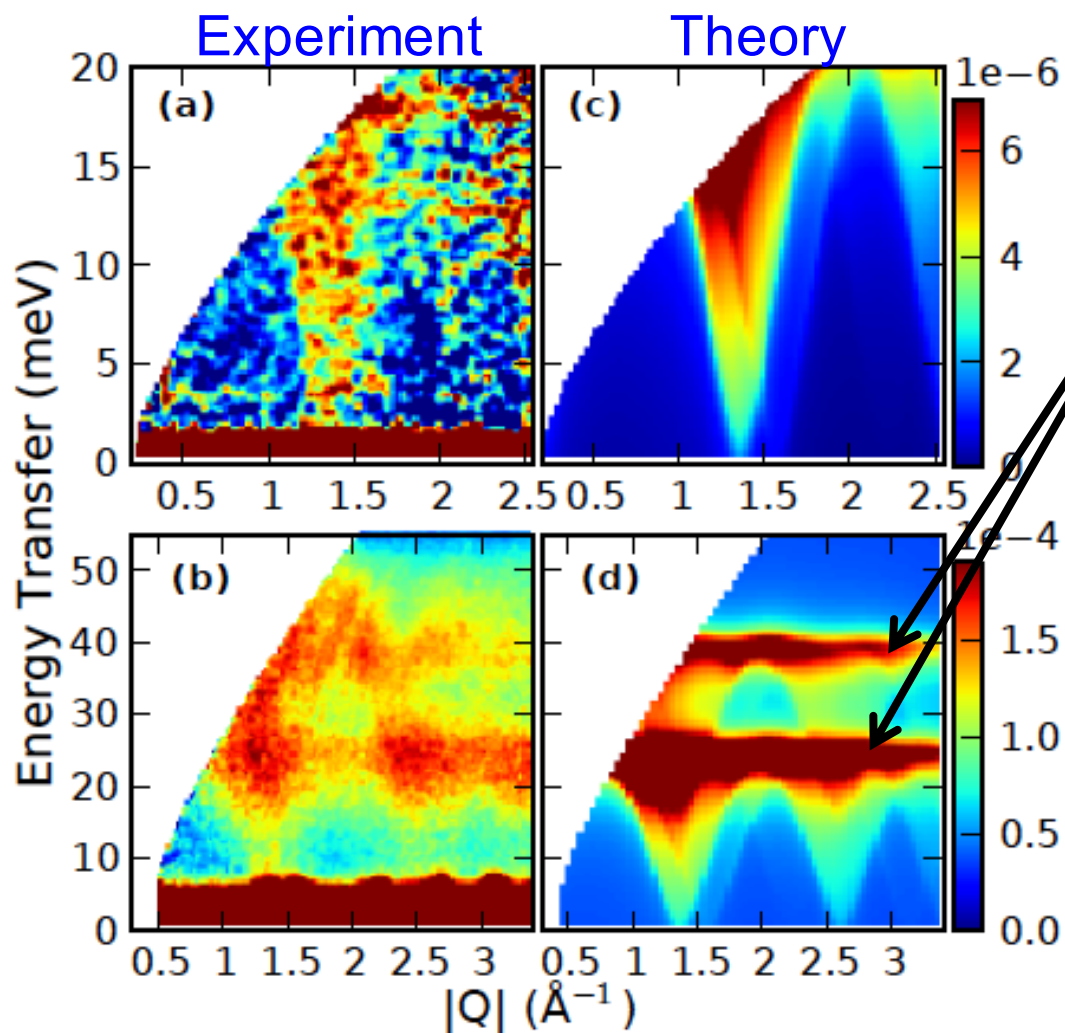 Experiment Theory
20 (a) (c) 1e−6
15 6
10 4
5 2
0 0
0.5 1 1.5 2 2.5 0.5 1 1.5 2 2.5
1e−4
50 (b) (d)
40 1.5
30 1.0
20
10 0.5
0 0.0
0.5 1 1.5 2 2.5 3 0.5 1 1.5 2 2.5 3
Energy Transfer (meV)
|Q| (Å⁻¹)